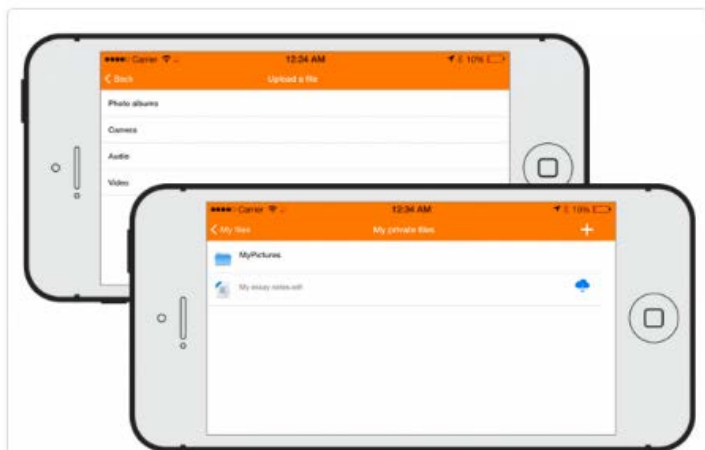 Carrier
12:34 AM
10%
Back
Upload a file
Photo albums
Camera
Audio
Video
Carrier
12:34 AM
10%
My files
My private files
+
MyPictures
My essay notes.odt